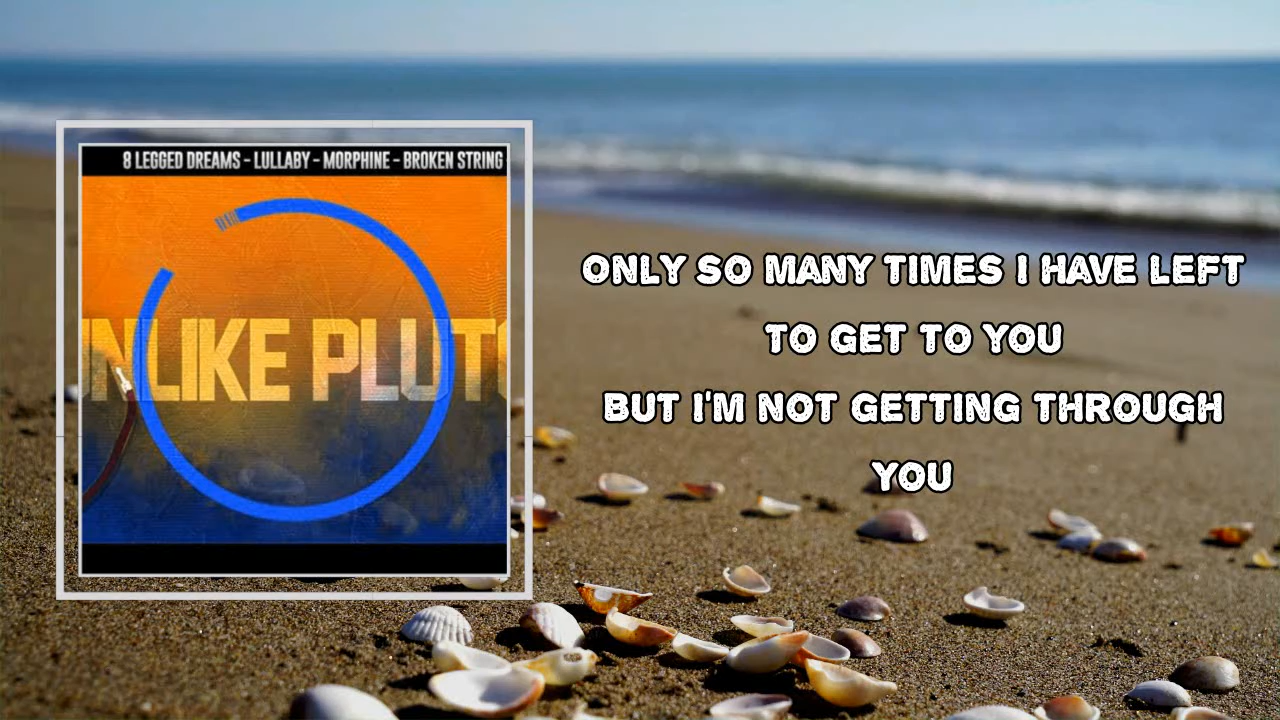 8 LEGGED DREAMS - LULLABY - MORPHINE - BROKEN STRING
NLIKE PLUTO
ONLY SO MANY TIMES I HAVE LEFT
TO GET TO YOU
BUT I'M NOT GETTING THROUGH
YOU